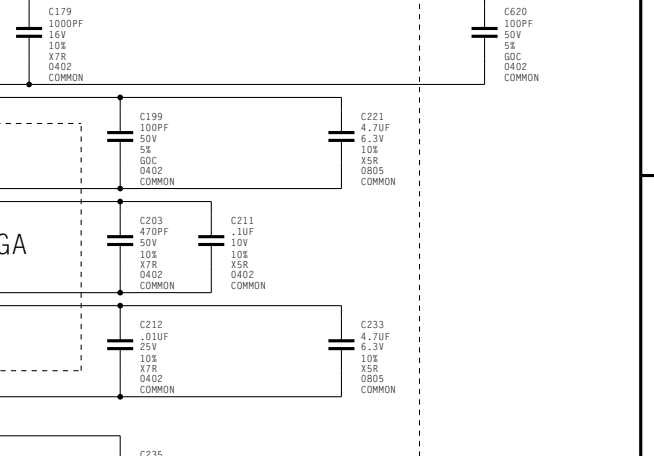 C179
1000PF
16V
10%
X7R
0402
COMMON
C620
100PF
50V
5%
GOC
0402
COMMON
C199
100PF
50V
5%
GOC
0402
COMMON
C221
4.7UF
6.3V
10%
X5R
0805
COMMON
GA
C203
470PF
50V
10%
X7R
0402
COMMON
C211
.1UF
10V
10%
X5R
0402
COMMON
C212
.01UF
25V
10%
X7R
0402
COMMON
C233
4.7UF
6.3V
10%
X5R
0805
COMMON
C235